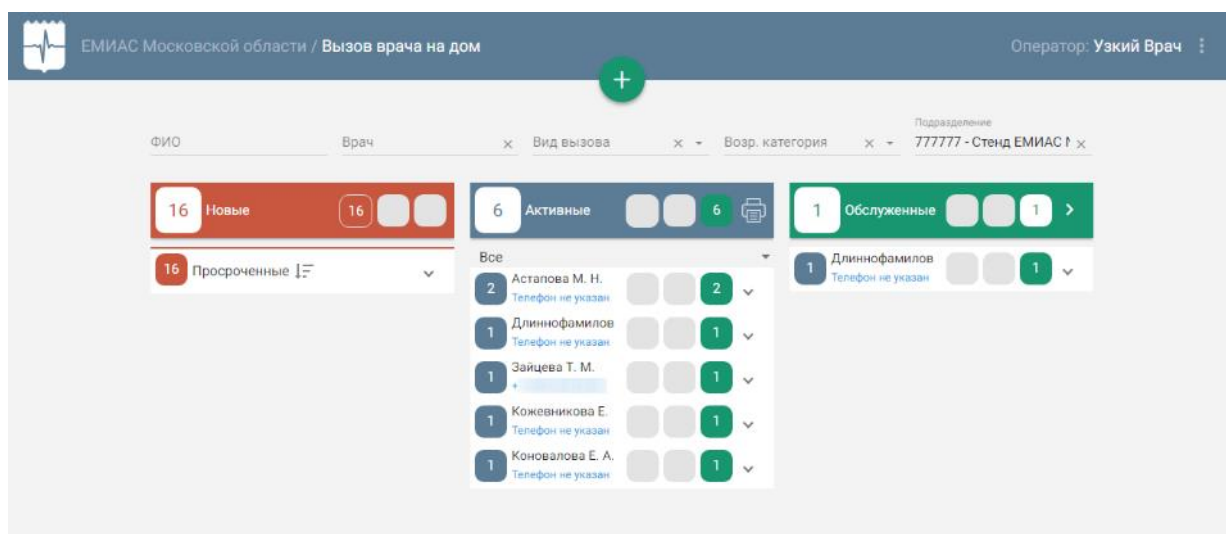 ЕМИАС Московской области / Вызов врача на дом
Оператор: Узкий Врач
+
Подразделение
ФИО
Врач
Вид вызова
Возр. категория
777777 - Стенд ЕМИАС
16 Новые 16
6 Активные 6
1 Обслуженные 1
16 Просроченные
Все
2 Астапова М. Н. 2
Телефон не указан
1 Длиннофамилов 1
Телефон не указан
1 Зайцева Т. М. 1
+
1 Кожевникова Е. 1
Телефон не указан
1 Коновалова Е. А. 1
Телефон не указан
1 Длиннофамилов 1
Телефон не указан